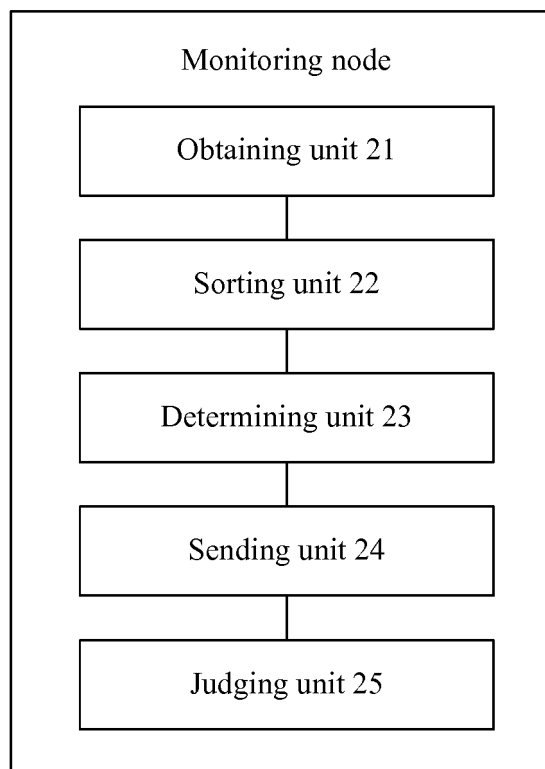 Monitoring node
Obtaining unit 21
Sorting unit 22
Determining unit 23
Sending unit 24
Judging unit 25